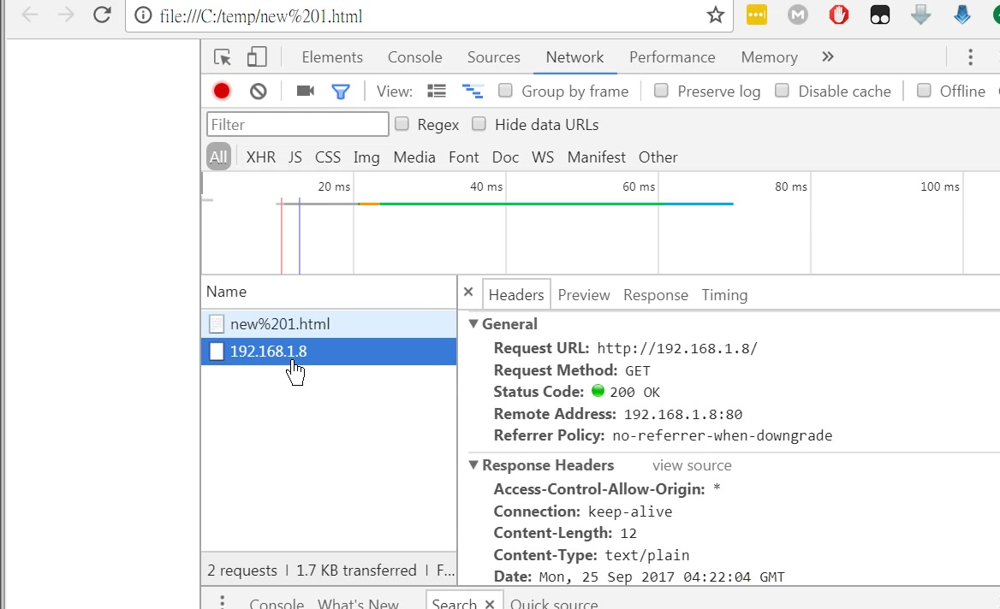 file:///C:/temp/new%201.html
Elements Console Sources Network Performance Memory »
View: Group by frame Preserve log Disable cache Offline
Filter Regex Hide data URLs
All XHR JS CSS Img Media Font Doc WS Manifest Other
20 ms 40 ms 60 ms 80 ms 100 ms
Name
new%201.html
192.168.1.8
2 requests | 1.7 KB transferred | F...
× Headers Preview Response Timing
▼ General
Request URL: http://192.168.1.8/
Request Method: GET
Status Code: 200 OK
Remote Address: 192.168.1.8:80
Referrer Policy: no-referrer-when-downgrade
▼ Response Headers view source
Access-Control-Allow-Origin: *
Connection: keep-alive
Content-Length: 12
Content-Type: text/plain
Date: Mon, 25 Sep 2017 04:22:04 GMT
Console What's New Search × Quick source